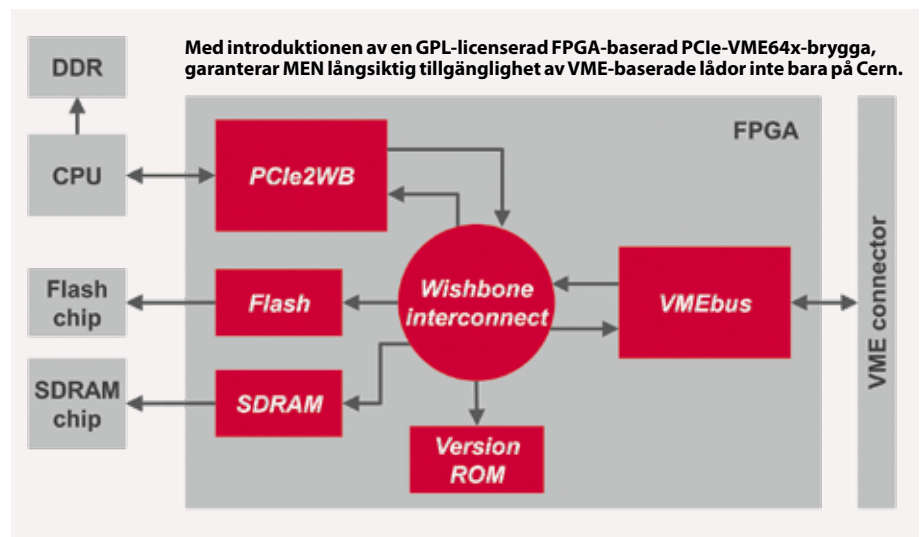 Med introduktionen av en GPL-licenserad FPGA-baserad PCIe-VME64x-brygga,
garanterar MEN långsiktig tillgänglighet av VME-baserade lådor inte bara på Cern.
DDR
CPU
Flash
chip
SDRAM
chip
FPGA
PCIe2WB
Flash
SDRAM
Wishbone
interconnect
Version
ROM
VMEbus
VME connector